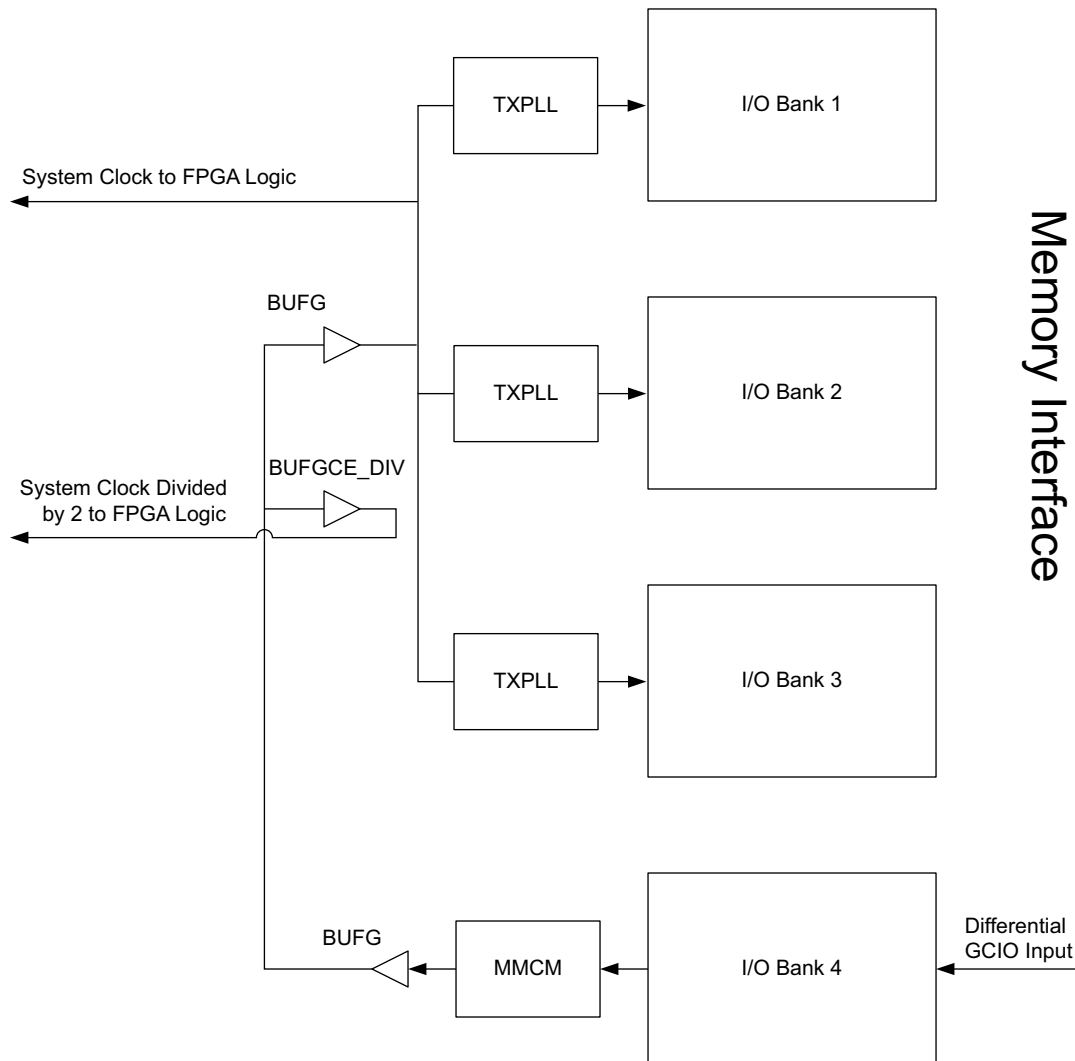 TXPLL
I/O Bank 1
System Clock to FPGA Logic
Memory Interface
BUFG
TXPLL
I/O Bank 2
BUFGCE_DIV
System Clock Divided
by 2 to FPGA Logic
TXPLL
I/O Bank 3
BUFG
MMCM
I/O Bank 4
Differential
GCIO Input